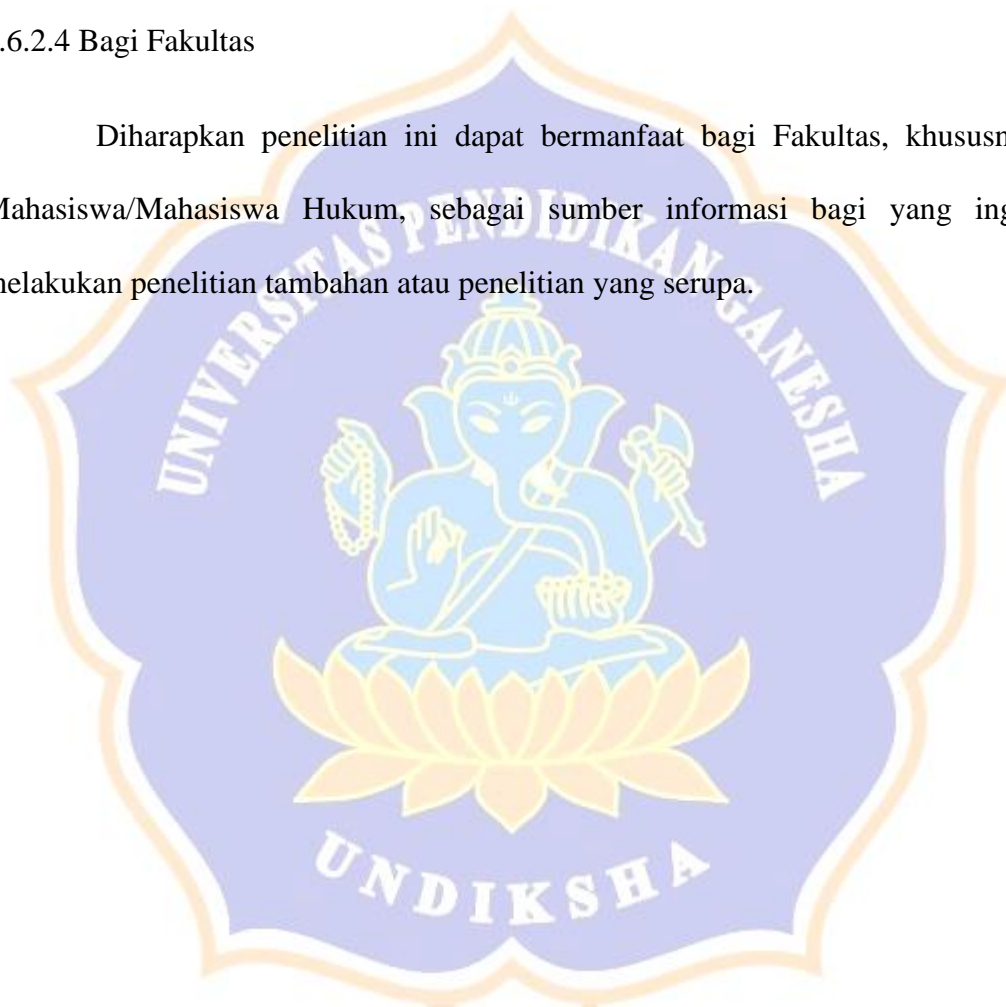 .6.2.4 Bagi Fakultas
Diharapkan penelitian ini dapat bermanfaat bagi Fakultas, khususn
Mahasiswa/Mahasiswa Hukum, sebagai sumber informasi bagi yang ing
melakukan penelitian tambahan atau penelitian yang serupa.
UNIVERSITAS PENDIDIKAN GANESHA
UNDIKSHA